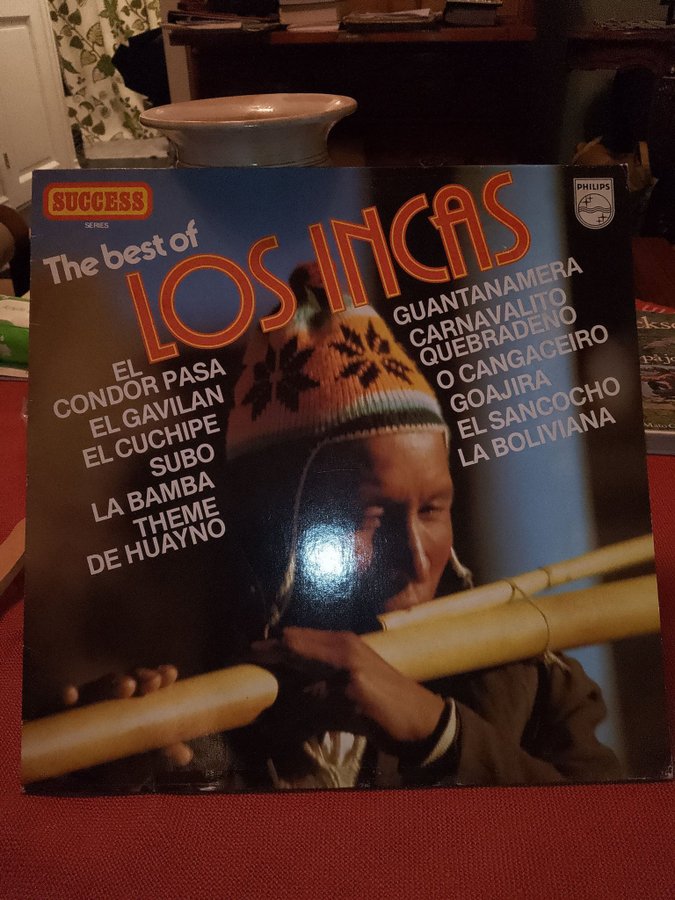 SUCCESS
SERIES
PHILIPS
The best of
LOS INCAS
EL
CONDOR PASA
EL GAVILAN
EL CUCHIPE
SUBO
LA BAMBA
THEME
DE HUAYNO
GUANTANAMERA
CARNAVALITO
QUEBRADEÑO
O CANGACEIRO
GOAJIRA
EL SANCOCHO
LA BOLIVIANA